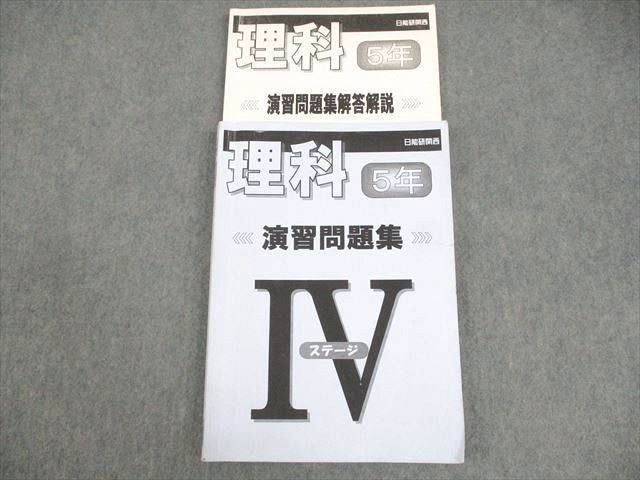 日能研関西
理科 5年
演習問題集解答解説
日能研関西
理科 5年
演習問題集
IV
ステージ